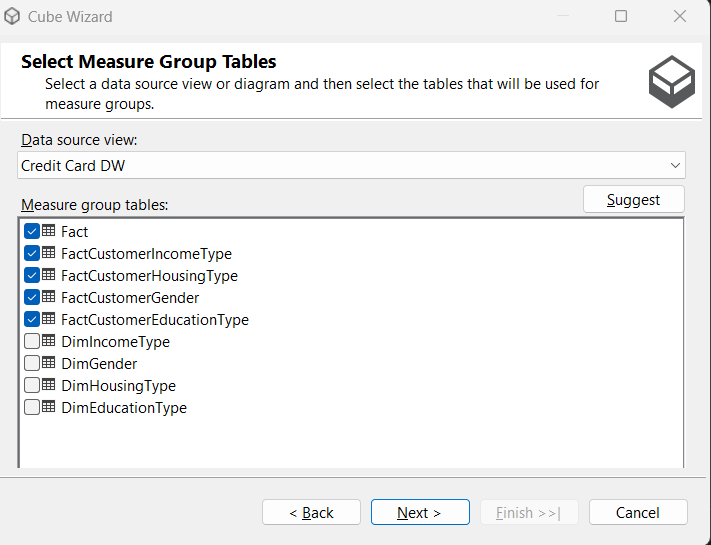 Cube Wizard
Select Measure Group Tables
Select a data source view or diagram and then select the tables that will be used for
measure groups.
Data source view:
Credit Card DW
Suggest
Measure group tables:
Fact
FactCustomerIncomeType
FactCustomerHousingType
FactCustomerGender
FactCustomerEducationType
DimIncomeType
DimGender
DimHousingType
DimEducationType
< Back
Next >
Finish >>|
Cancel